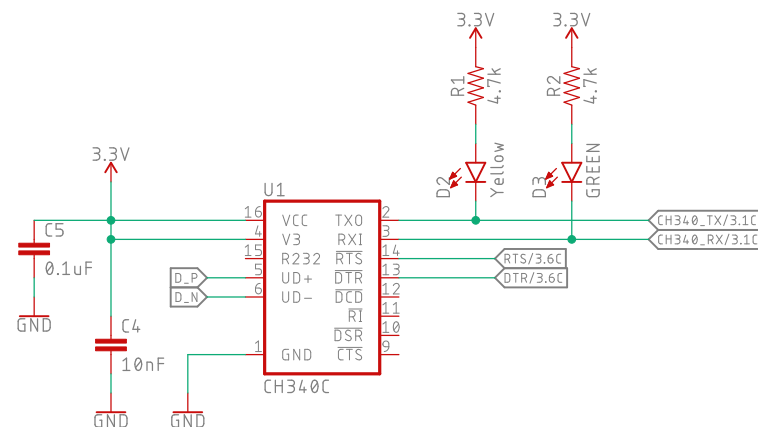 3.3V
3.3V
R1
4.7k
R2
4.7k
3.3V
D2
Yellow
D3
GREEN
U1
16 VCC TXO 2
CH340_TX/3.1C
C5
4 V3 RXI 3
CH340_RX/3.1C
15 R232 RTS 14
RTS/3.6C
0.1uF
D_P
5 UD+ DTR 13
DTR/3.6C
D_N
6 UD- DCD 12
RI 11
GND
C4
DSR 10
1 GND CTS 9
10nF
CH340C
GND
GND